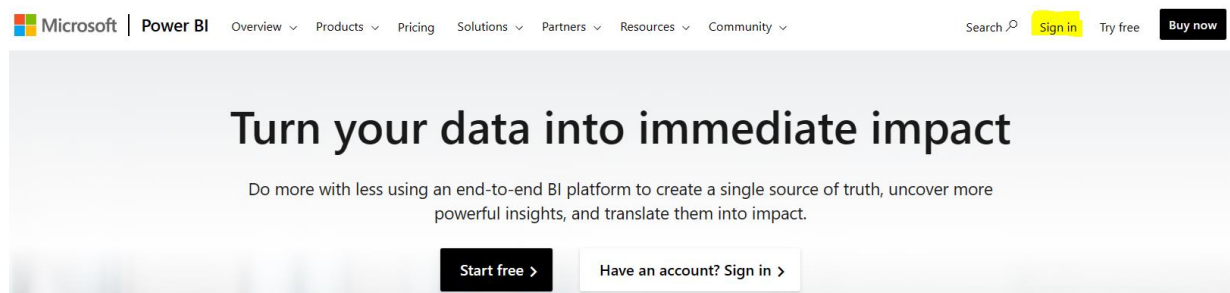 Microsoft Power BI Overview Products Pricing Solutions Partners Resources Community Search Sign in Try free Buy now
Turn your data into immediate impact
Do more with less using an end-to-end BI platform to create a single source of truth, uncover more
powerful insights, and translate them into impact.
Start free Have an account? Sign in